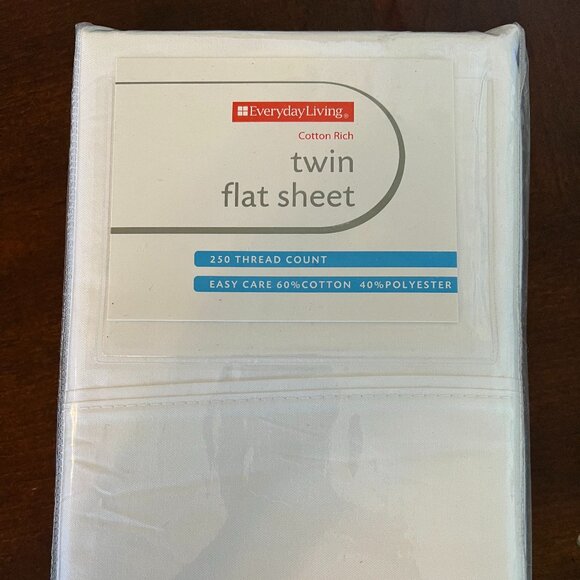 EverydayLiving®
Cotton Rich
twin
flat sheet
250 THREAD COUNT
EASY CARE 60%COTTON 40%POLYESTER